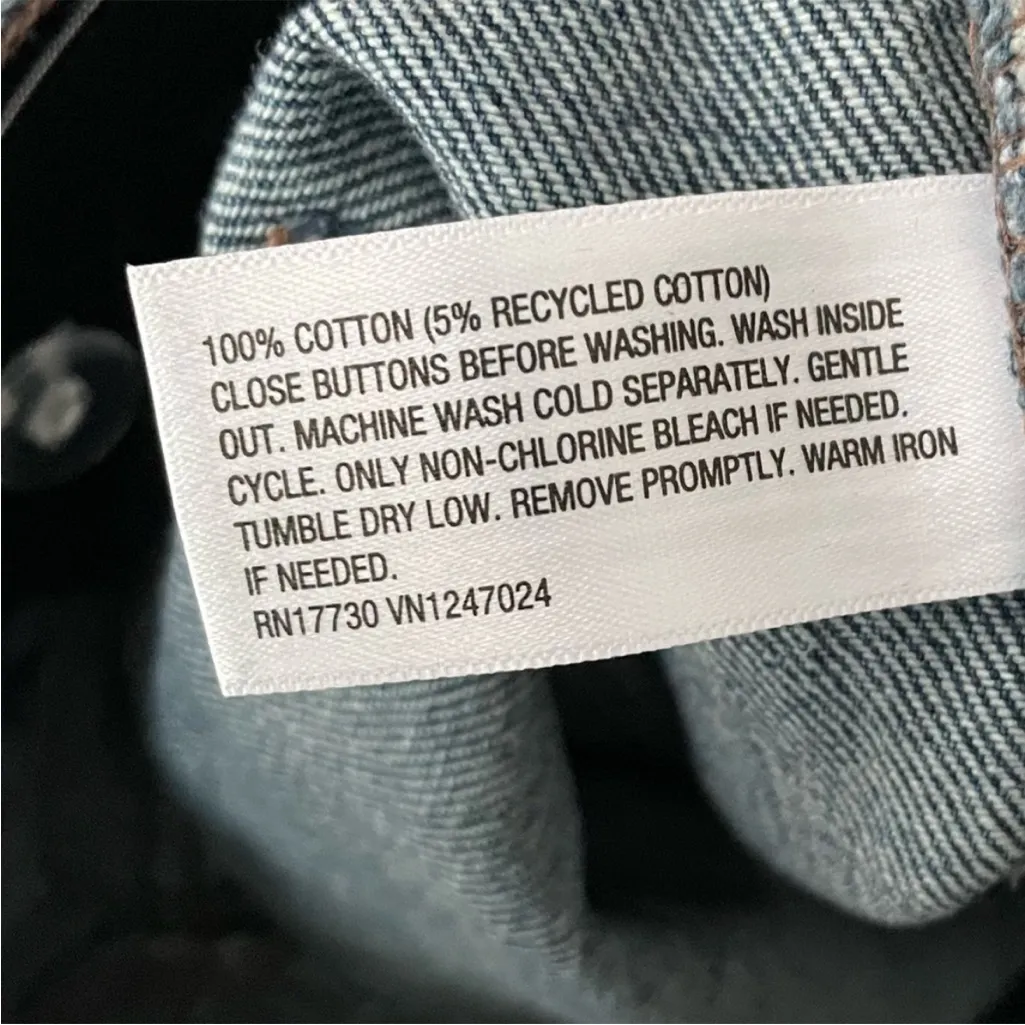 100% COTTON (5% RECYCLED COTTON)
CLOSE BUTTONS BEFORE WASHING. WASH INSIDE
OUT. MACHINE WASH COLD SEPARATELY. GENTLE
CYCLE. ONLY NON-CHLORINE BLEACH IF NEEDED.
TUMBLE DRY LOW. REMOVE PROMPTLY. WARM IRON
IF NEEDED.
RN17730 VN1247024